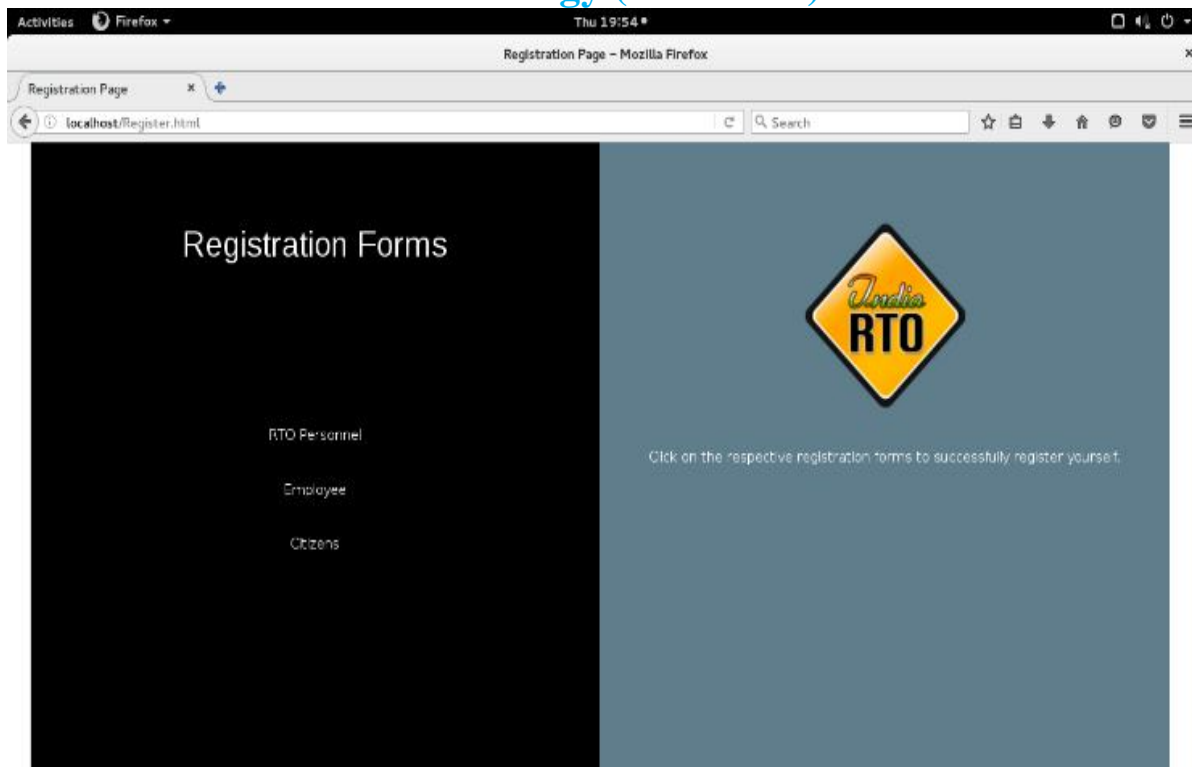 gy (
)
Activities Firefox
Thu 19:54
Registration Page – Mozilla Firefox
x
Registration Page x
localhost/Register.html
Search
Registration Forms
RTO Personnel
Employee
Citizens
India
RTO
Click on the respective registration forms to successfully register yourself.